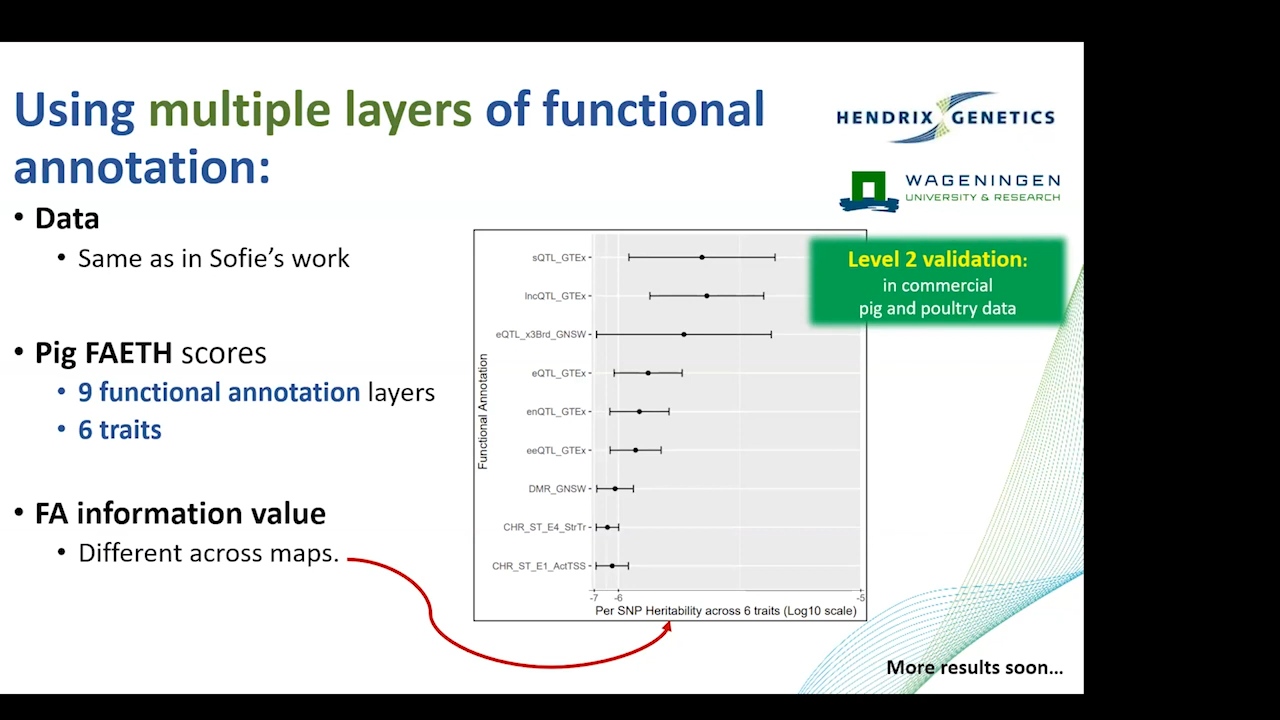 Using multiple layers of functional
annotation:
HENDRIX GENETICS
WAGENINGEN
UNIVERSITY & RESEARCH
• Data
• Same as in Sofie's work
• Pig FAETH scores
• 9 functional annotation layers
• 6 traits
• FA information value
• Different across maps.
Level 2 validation:
in commercial
pig and poultry data
Functional Annotation
sQTL_GTEx
lncQTL_GTEx
eQTL_x3Brd_GNSW
eQTL_GTEx
enQTL_GTEx
eeQTL_GTEx
DMR_GNSW
CHR_ST_E4_StrTr
CHR_ST_E1_ActTSS
-7 -6 -5
Per SNP Heritability across 6 traits (Log10 scale)
More results soon...